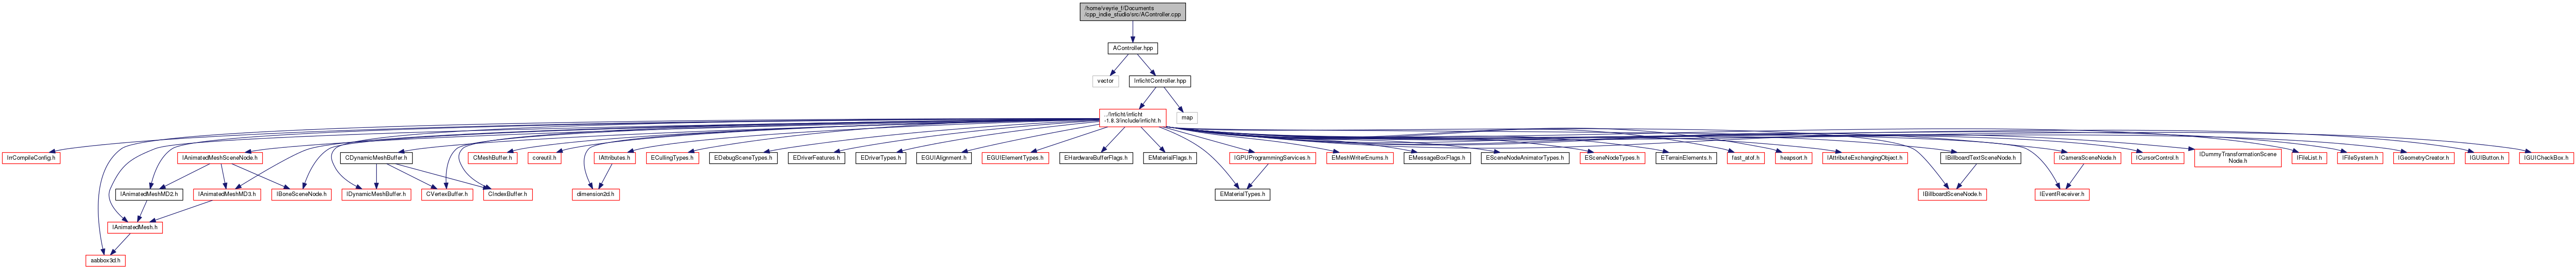 /home/veyrie_f/Documents
/cpp_indie_studio/src/AController.cpp
AController.hpp
vector
IrrlichtController.hpp
../Irrlicht/irrlicht
-1.8.3/include/irrlicht.h
map
IrrCompileConfig.h
IAnimatedMeshSceneNode.h
CDynamicMeshBuffer.h
CMeshBuffer.h
coreutil.h
IAttributes.h
ECullingTypes.h
EDebugSceneTypes.h
EDriverFeatures.h
EDriverTypes.h
EGUIAlignment.h
EGUIElementTypes.h
EHardwareBufferFlags.h
EMaterialFlags.h
IGPUProgrammingServices.h
EMeshWriterEnums.h
EMessageBoxFlags.h
ESceneNodeAnimatorTypes.h
ESceneNodeTypes.h
ETerrainElements.h
fast_atof.h
heapsort.h
IAttributeExchangingObject.h
IBillboardTextSceneNode.h
ICameraSceneNode.h
ICursorControl.h
IDummyTransformationScene
Node.h
IFileList.h
IFileSystem.h
IGeometryCreator.h
IGUIButton.h
IGUICheckBox.h
IAnimatedMeshMD2.h
IAnimatedMeshMD3.h
IBoneSceneNode.h
IDynamicMeshBuffer.h
CVertexBuffer.h
CIndexBuffer.h
dimension2d.h
EMaterialTypes.h
IBillboardSceneNode.h
IEventReceiver.h
IAnimatedMesh.h
aabbox3d.h